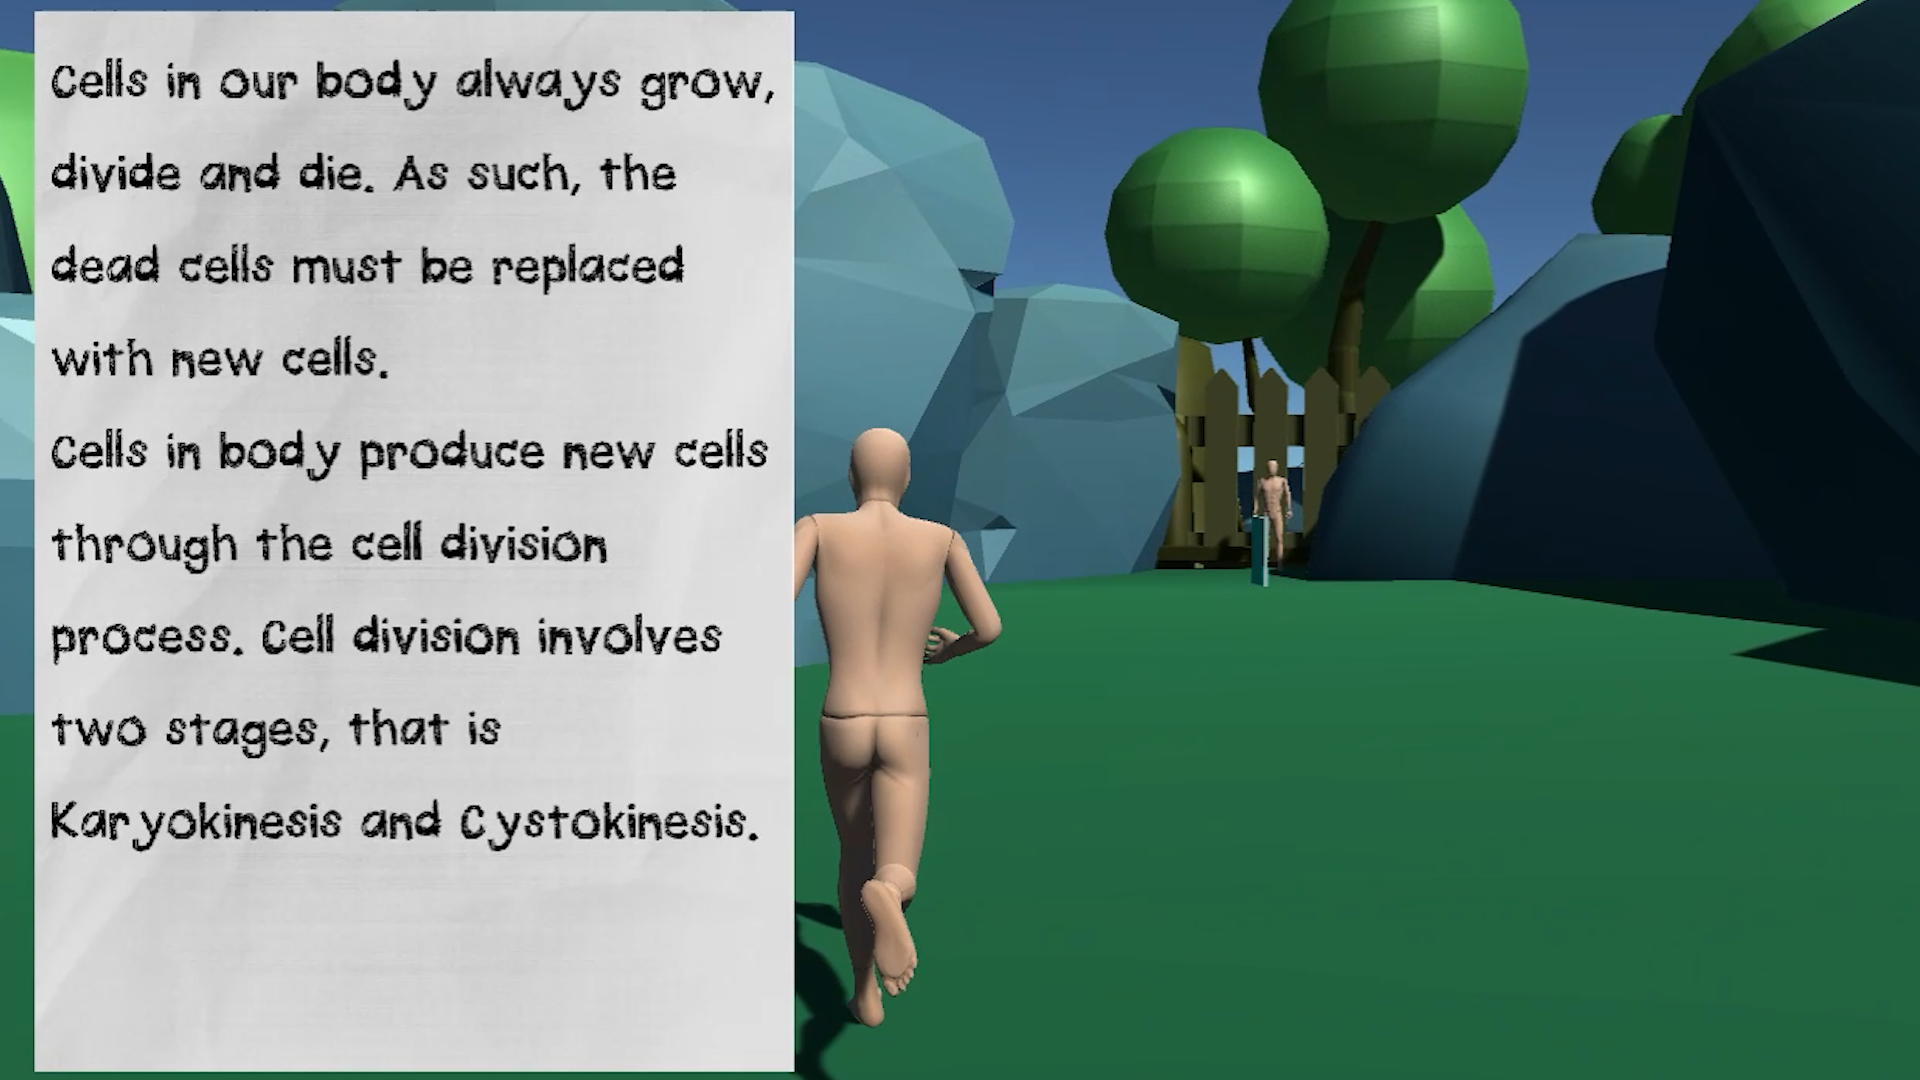 Cells in our body always grow,
divide and die. As such, the
dead cells must be replaced
with new cells.
Cells in body produce new cells
through the cell division
process. Cell division involves
two stages, that is
Karyokinesis and Cystokinesis.